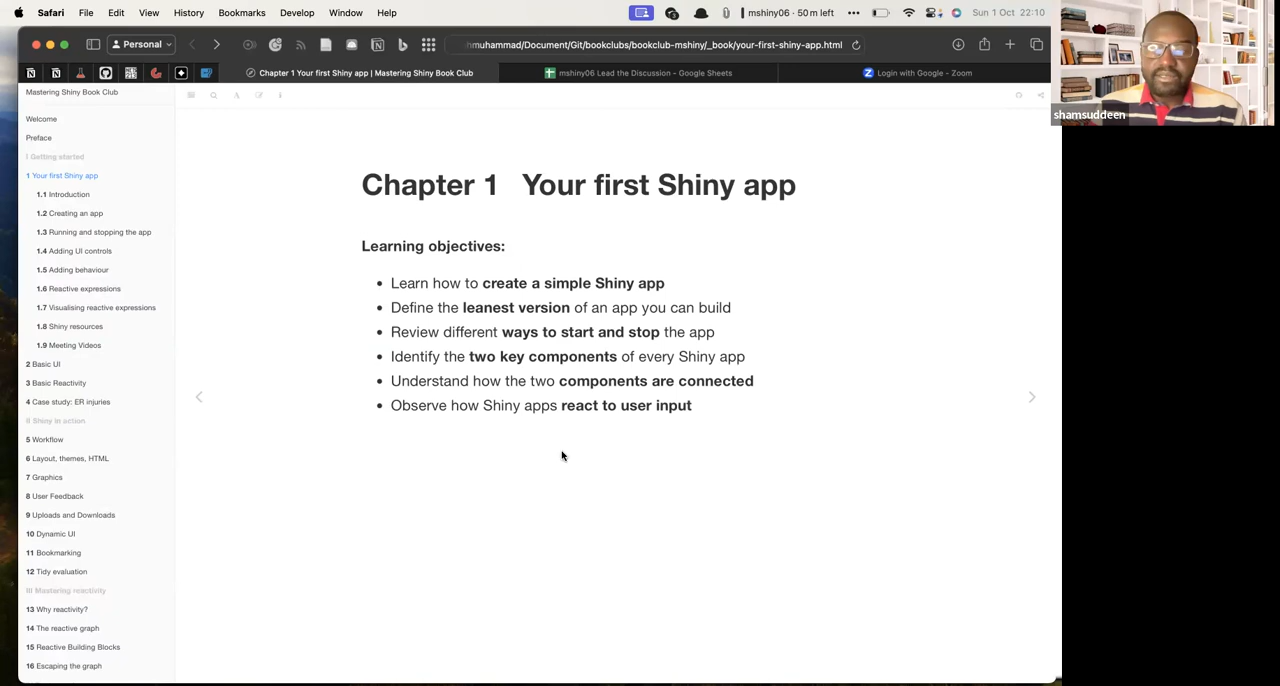 Safari File Edit View History Bookmarks Develop Window Help mshiny06 · 50 m left Sun 1 Oct 22:10
Personal hmuhammad/Document/Git/bookclubs/bookclub-mshiny/_book/your-first-shiny-app.html
Chapter 1 Your first Shiny app | Mastering Shiny Book Club mshiny06 Lead the Discussion - Google Sheets Login with Google - Zoom
shamsuddeen
Mastering Shiny Book Club
Welcome
Preface
I Getting started
1 Your first Shiny app
1.1 Introduction
1.2 Creating an app
1.3 Running and stopping the app
1.4 Adding UI controls
1.5 Adding behaviour
1.6 Reactive expressions
1.7 Visualising reactive expressions
1.8 Shiny resources
1.9 Meeting Videos
2 Basic UI
3 Basic Reactivity
4 Case study: ER injuries
II Shiny in action
5 Workflow
6 Layout, themes, HTML
7 Graphics
8 User Feedback
9 Uploads and Downloads
10 Dynamic UI
11 Bookmarking
12 Tidy evaluation
III Mastering reactivity
13 Why reactivity?
14 The reactive graph
15 Reactive Building Blocks
16 Escaping the graph
Chapter 1 Your first Shiny app
Learning objectives:
• Learn how to create a simple Shiny app
• Define the leanest version of an app you can build
• Review different ways to start and stop the app
• Identify the two key components of every Shiny app
• Understand how the two components are connected
• Observe how Shiny apps react to user input